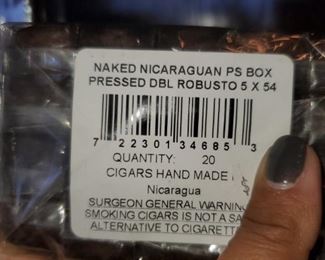 NAKED NICARAGUAN PS BOX
PRESSED DBL ROBUSTO 5 X 54
7 22301 34685 3
QUANTITY: 20
CIGARS HAND MADE
Nicaragua
SURGEON GENERAL WARNING
SMOKING CIGARS IS NOT A SA
ALTERNATIVE TO CIGARETTE